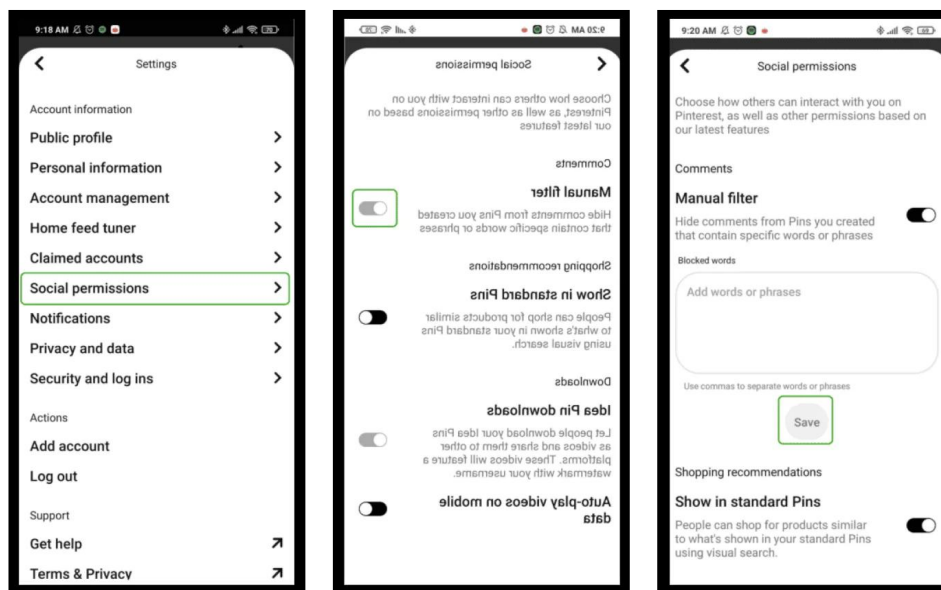 9:18 AM
Settings
Account information
Public profile
Personal information
Account management
Home feed tuner
Claimed accounts
Social permissions
Notifications
Privacy and data
Security and log ins
Actions
Add account
Log out
Support
Get help
Terms & Privacy
9:20 AM
Social permissions
Choose how others can interact with you on
Pinterest, as well as other permissions based on
our latest features
Comments
Manual filter
Hide comments from Pins you created
that contain specific words or phrases
Shopping recommendations
Show in standard Pins
People can shop for products similar
to what's shown in your standard Pins
using visual search.
Downloads
Idea Pin downloads
Let people download your Idea Pins
as videos and share them to other
platforms. These videos will feature a
watermark with your username.
Auto-play videos on mobile
data
9:20 AM
Social permissions
Choose how others can interact with you on
Pinterest, as well as other permissions based on
our latest features
Comments
Manual filter
Hide comments from Pins you created
that contain specific words or phrases
Blocked words
Add words or phrases
Use commas to separate words or phrases
Save
Shopping recommendations
Show in standard Pins
People can shop for products similar
to what's shown in your standard Pins
using visual search.